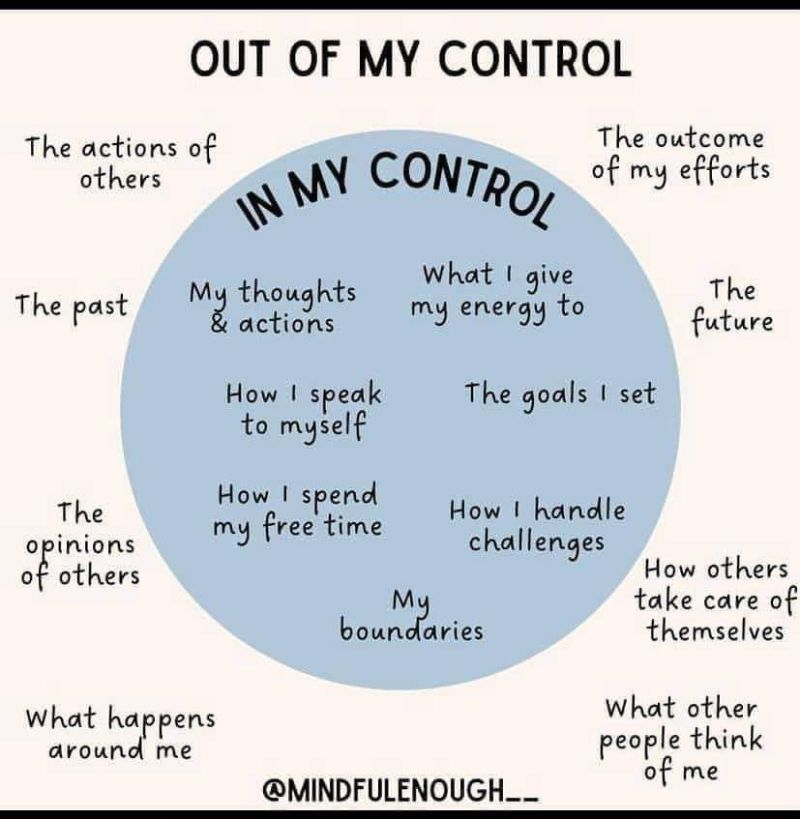 OUT OF MY CONTROL
The actions of
others
The outcome
of my efforts
IN MY CONTROL
The past
My thoughts
& actions
What I give
my energy to
The
future
How I speak
to myself
The goals I set
The
opinions
of others
How I spend
my free time
How I handle
challenges
How others
take care of
themselves
My
boundaries
What happens
around me
What other
people think
of me
@MINDFULENOUGH__